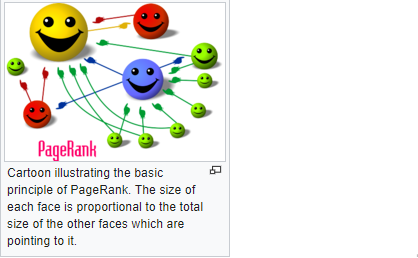 PageRank
Cartoon illustrating the basic
principle of PageRank. The size of
each face is proportional to the total
size of the other faces which are
pointing to it.